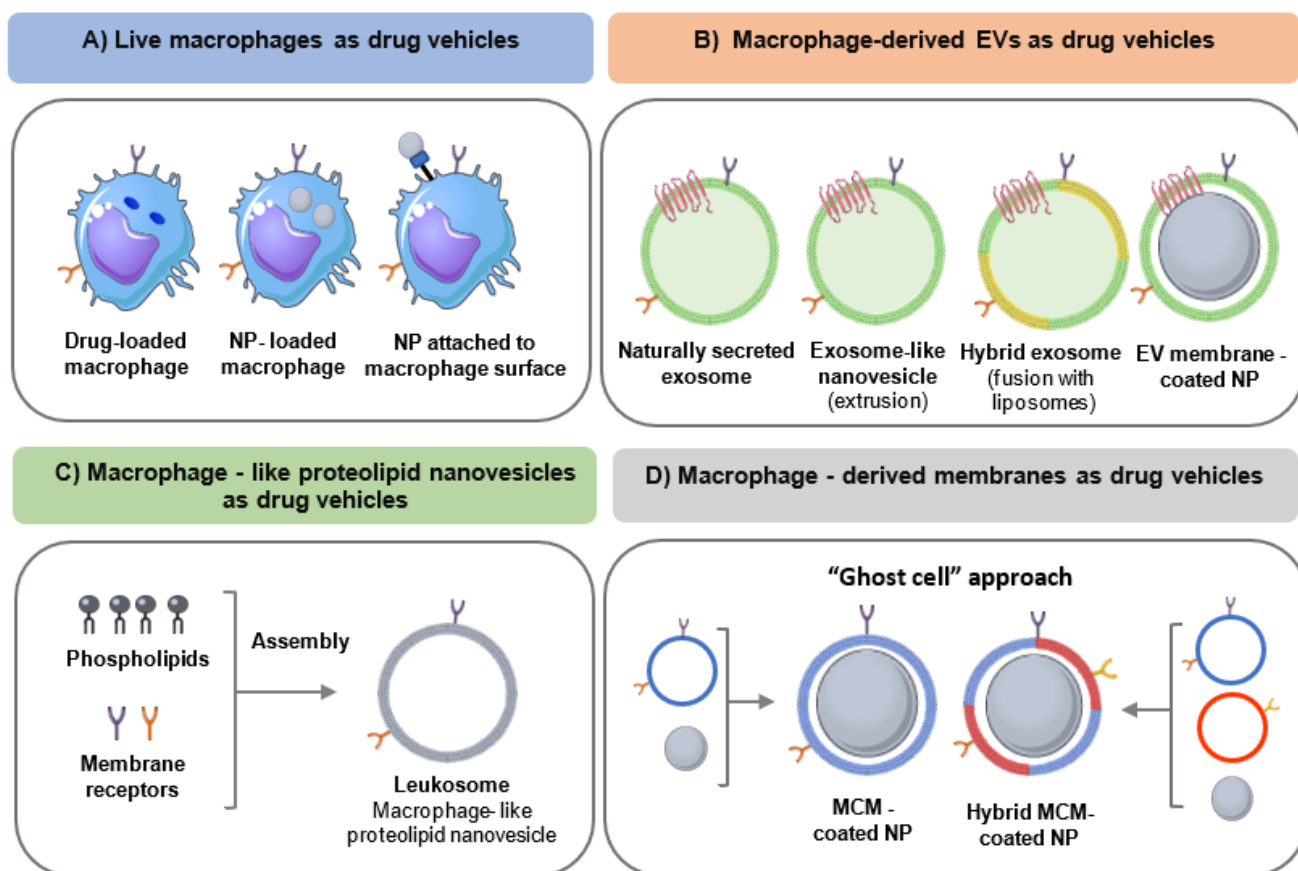 A) Live macrophages as drug vehicles
Drug-loaded
macrophage
NP- loaded
macrophage
NP attached to
macrophage surface
B) Macrophage-derived EVs as drug vehicles
Naturally secreted
exosome
Exosome-like
nanovesicle
(extrusion)
Hybrid exosome
(fusion with
liposomes)
EV membrane -
coated NP
C) Macrophage - like proteolipid nanovesicles
as drug vehicles
Phospholipids
Membrane
receptors
Assembly
Leukosome
Macrophage- like
proteolipid nanovesicle
D) Macrophage - derived membranes as drug vehicles
“Ghost cell” approach
MCM -
coated NP
Hybrid MCM-
coated NP